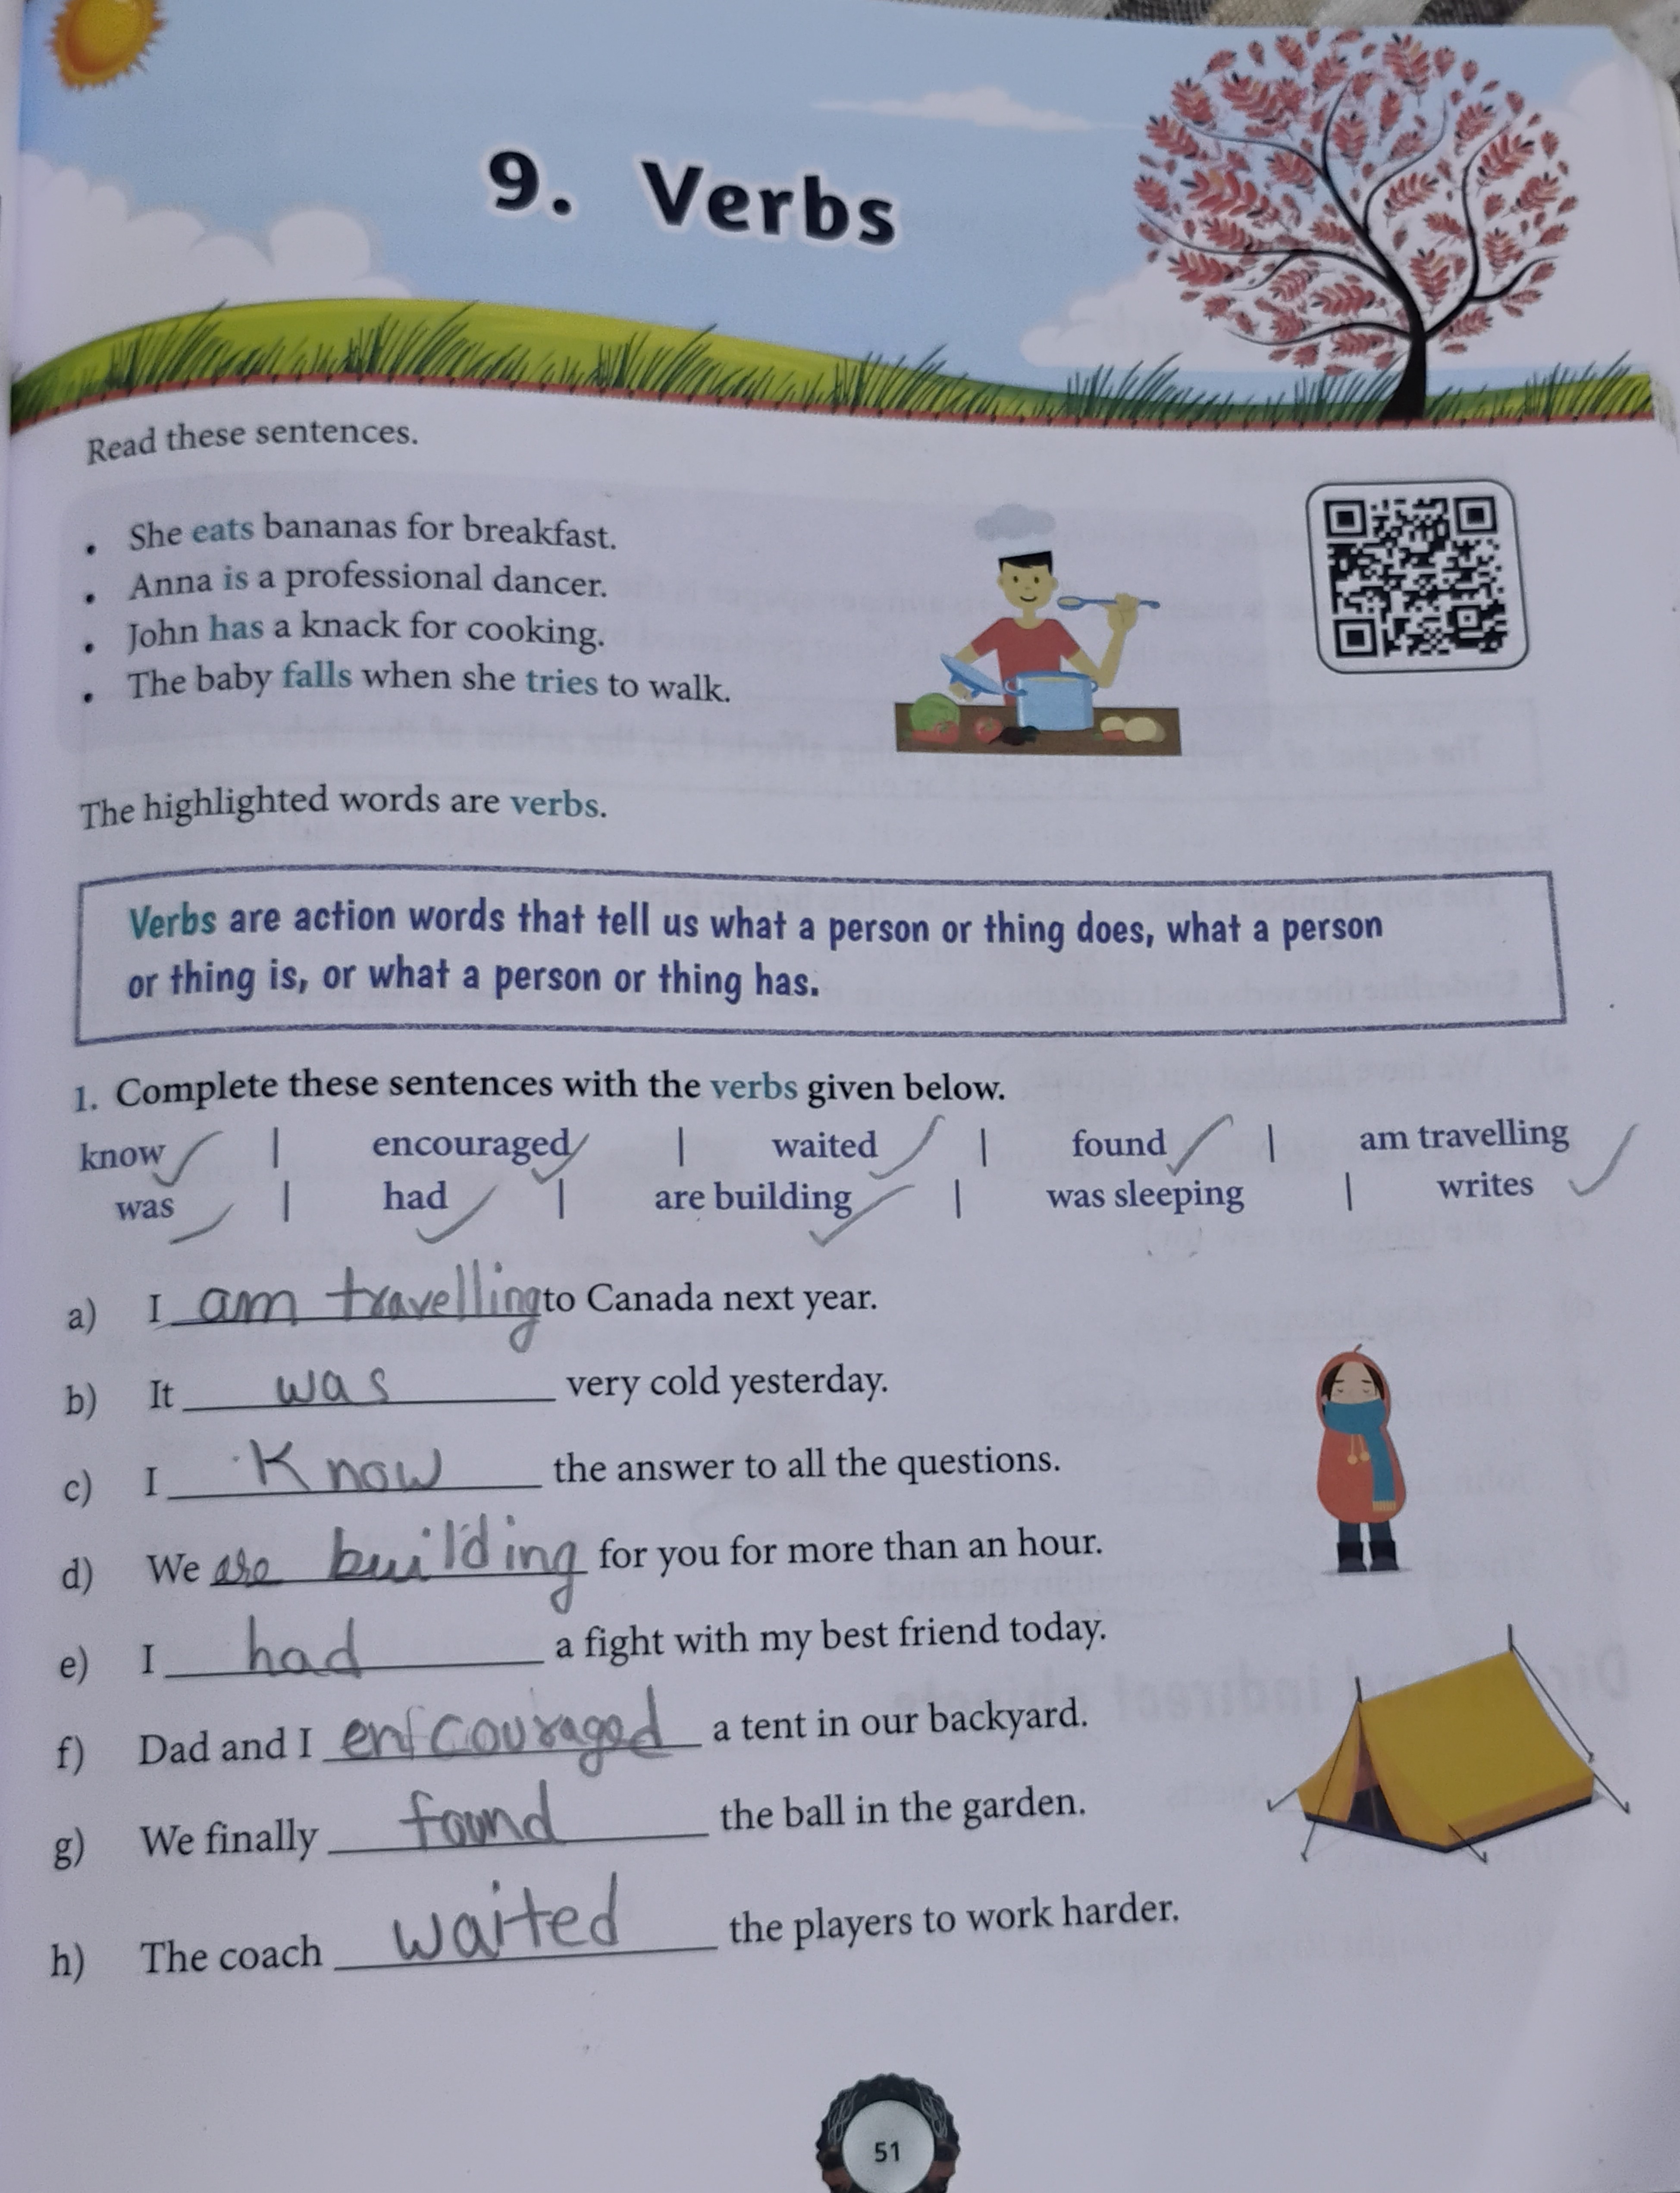 9. Verbs
Read these sentences.
• She eats bananas for breakfast.
• Anna is a professional dancer.
• John has a knack for cooking.
• The baby falls when she tries to walk.
The highlighted words are verbs.
Verbs are action words that tell us what a person or thing does, what a person
or thing is, or what a person or thing has.
1. Complete these sentences with the verbs given below.
know | encouraged | waited | found | am travelling
was | had | are building | was sleeping | writes
a) I am travelling to Canada next year.
b) It was very cold yesterday.
c) I Know the answer to all the questions.
d) We are building for you for more than an hour.
e) I had a fight with my best friend today.
f) Dad and I encouraged a tent in our backyard.
g) We finally found the ball in the garden.
h) The coach waited the players to work harder.
51